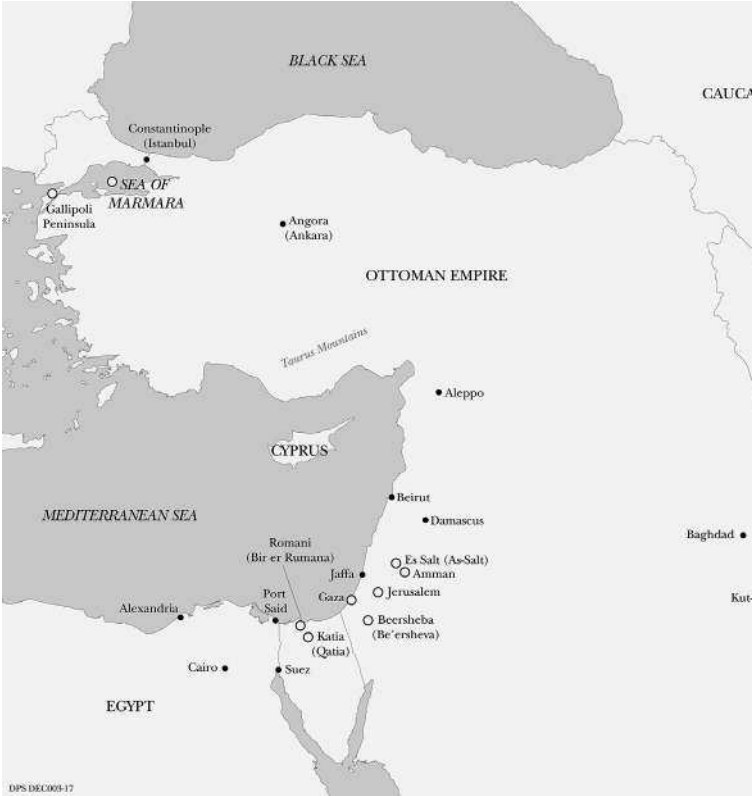 BLACK SEA
CAUCA
Constantinople
(Istanbul)
SEA OF
MARMARA
Gallipoli
Peninsula
Angora
(Ankara)
OTTOMAN EMPIRE
Taurus Mountains
Aleppo
CYPRUS
Beirut
MEDITERRANEAN SEA
Damascus
Baghdad
Romani
(Bir er Rumana)
Es Salt (As-Salt)
Jaffa
Amman
Jerusalem
Gaza
Kut-
Port
Said
Alexandria
Beersheba
(Be'ersheva)
Katia
(Qatia)
Cairo
Suez
EGYPT
DPS DEC003-17